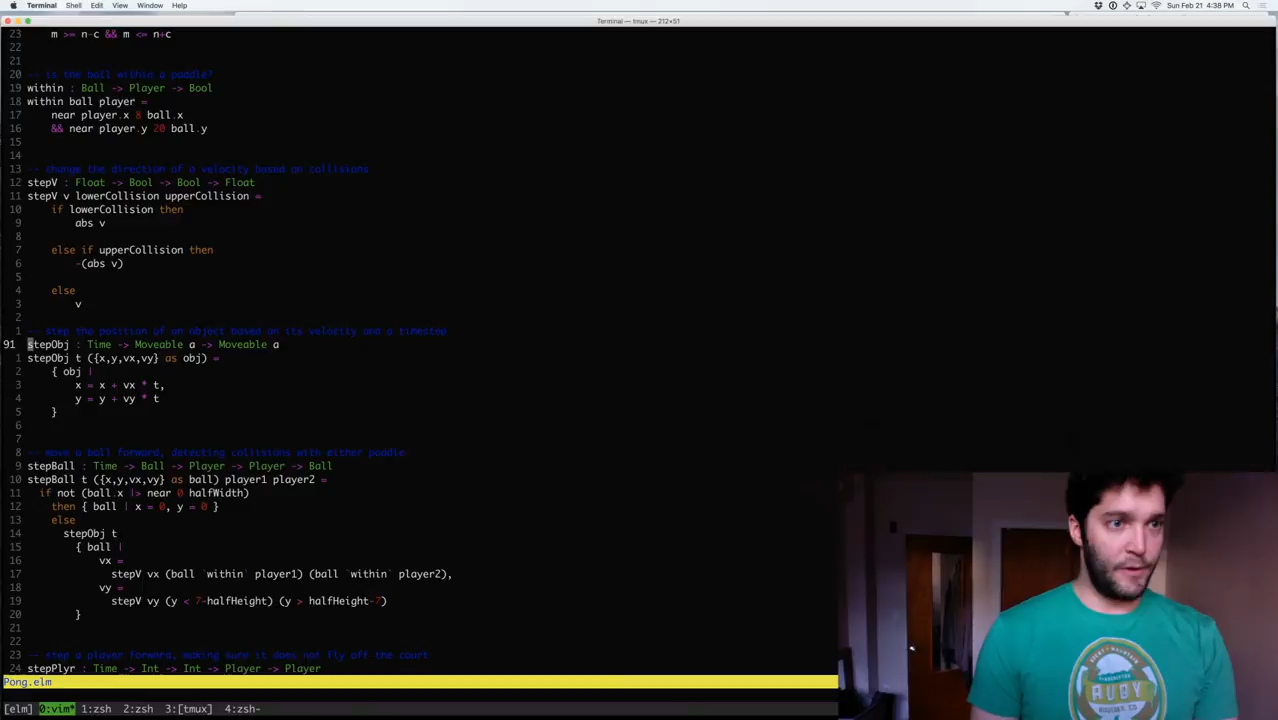 Terminal Shell Edit View Window Help Sun Feb 21 4:38 PM
Terminal — tmux — 212×51
23 m >= n-c && m <= n+c
22
21
20 -- is the ball within a paddle?
19 within : Ball -> Player -> Bool
18 within ball player =
17 near player.x 8 ball.x
16 && near player.y 20 ball.y
15
14
13 -- change the direction of a velocity based on collisions
12 stepV : Float -> Bool -> Bool -> Float
11 stepV v lowerCollision upperCollision =
10 if lowerCollision then
9 abs v
8
7 else if upperCollision then
6 -(abs v)
5
4 else
3 v
2
1 -- step the position of an object based on its velocity and a timestep
91 stepObj : Time -> Moveable a -> Moveable a
1 stepObj t ({x,y,vx,vy} as obj) =
2 { obj |
3 x = x + vx * t,
4 y = y + vy * t
5 }
6
7
8 -- move a ball forward, detecting collisions with either paddle
9 stepBall : Time -> Ball -> Player -> Player -> Ball
10 stepBall t ({x,y,vx,vy} as ball) player1 player2 =
11 if not (ball.x |> near 0 halfWidth)
12 then { ball | x = 0, y = 0 }
13 else
14 stepObj t
15 { ball |
16 vx =
17 stepV vx (ball `within` player1) (ball `within` player2),
18 vy =
19 stepV vy (y < 7-halfHeight) (y > halfHeight-7)
20 }
21
22
23 -- step a player forward, making sure it does not fly off the court
24 stepPlyr : Time -> Int -> Int -> Player -> Player
Pong.elm
[elm] 0:vim* 1:zsh 2:zsh 3:[tmux] 4:zsh-
RUBY